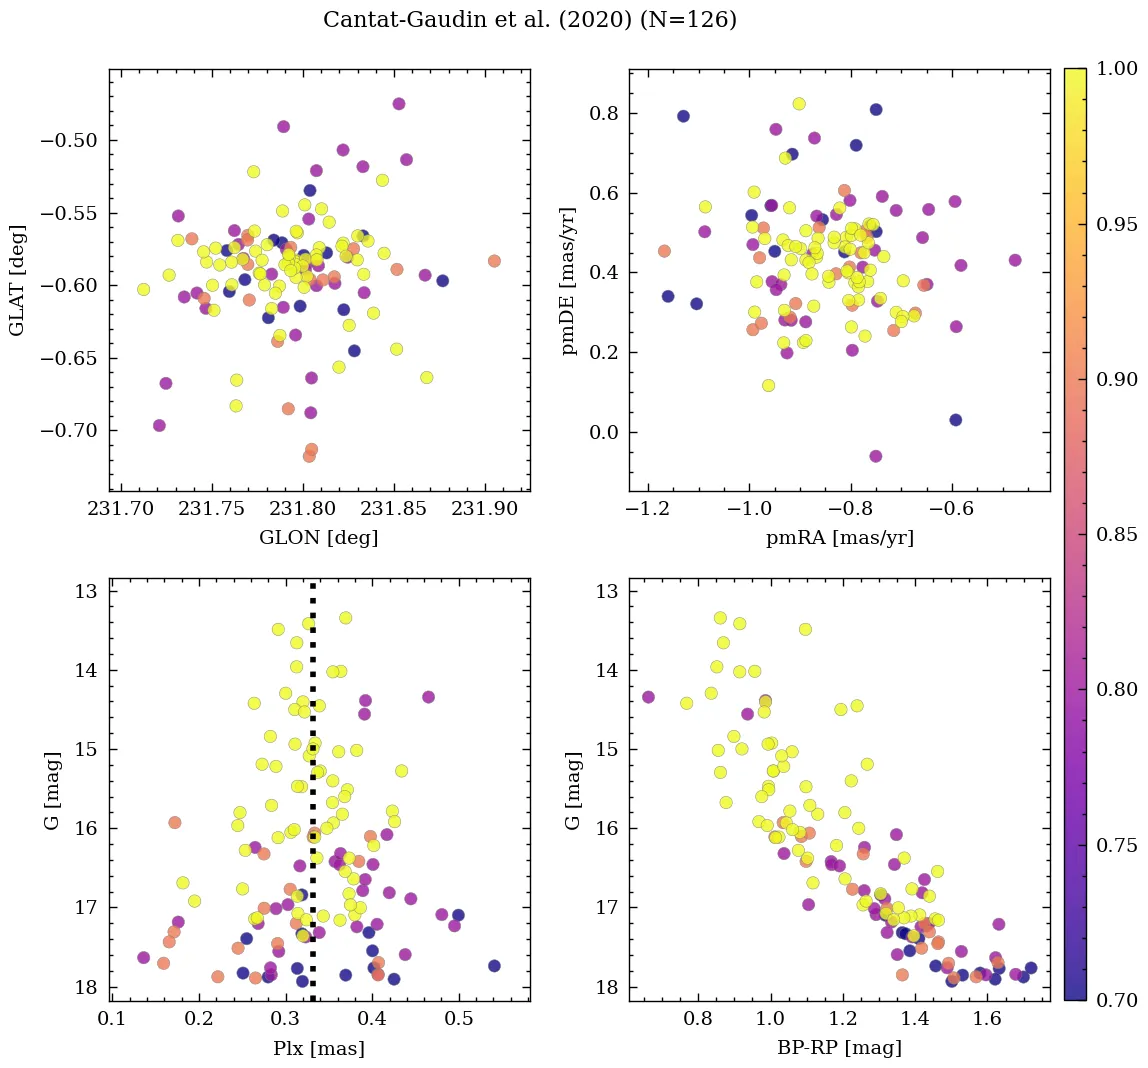 Cantat-Gaudin et al. (2020) (N=126)
−0.50
−0.55
−0.60
−0.65
−0.70
GLAT [deg]
231.70 231.75 231.80 231.85 231.90
GLON [deg]
0.8
0.6
0.4
0.2
0.0
pmDE [mas/yr]
−1.2 −1.0 −0.8 −0.6
pmRA [mas/yr]
13
14
15
16
17
18
G [mag]
0.1 0.2 0.3 0.4 0.5
Plx [mas]
13
14
15
16
17
18
G [mag]
0.8 1.0 1.2 1.4 1.6
BP-RP [mag]
1.00
0.95
0.90
0.85
0.80
0.75
0.70